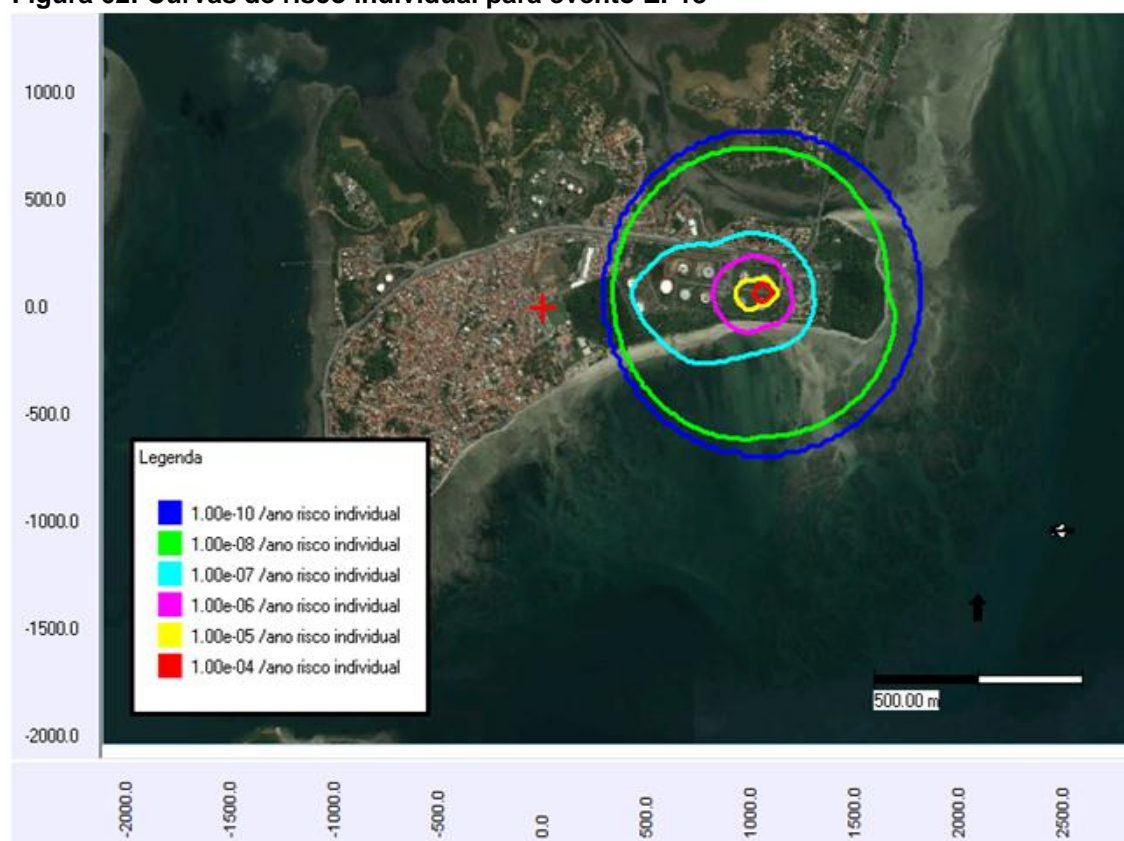 1000.0
500.0
0.0
-500.0
-1000.0
-1500.0
-2000.0
Legenda
1.00e-10 /ano risco individual
1.00e-08 /ano risco individual
1.00e-07 /ano risco individual
1.00e-06 /ano risco individual
1.00e-05 /ano risco individual
1.00e-04 /ano risco individual
500.00 m
-2000.0
-1500.0
-1000.0
-500.0
0.0
500.0
1000.0
1500.0
2000.0
2500.0